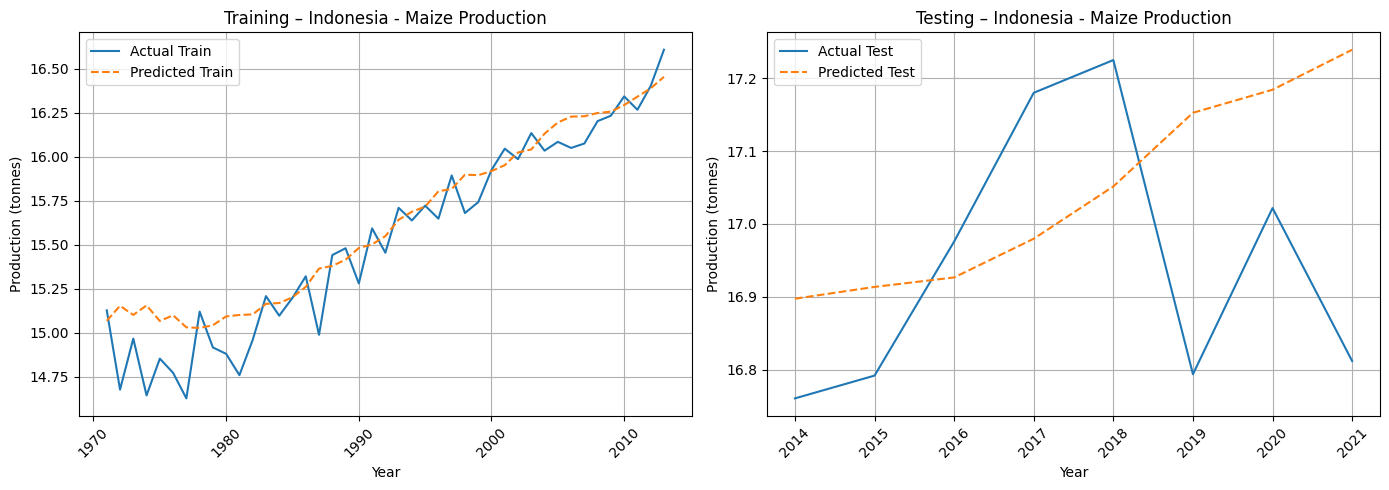 Training – Indonesia - Maize Production
Actual Train
Predicted Train
Production (tonnes)
16.50
16.25
16.00
15.75
15.50
15.25
15.00
14.75
1970
1980
1990
2000
2010
Year
Testing – Indonesia - Maize Production
Actual Test
Predicted Test
Production (tonnes)
17.2
17.1
17.0
16.9
16.8
2014
2015
2016
2017
2018
2019
2020
2021
Year